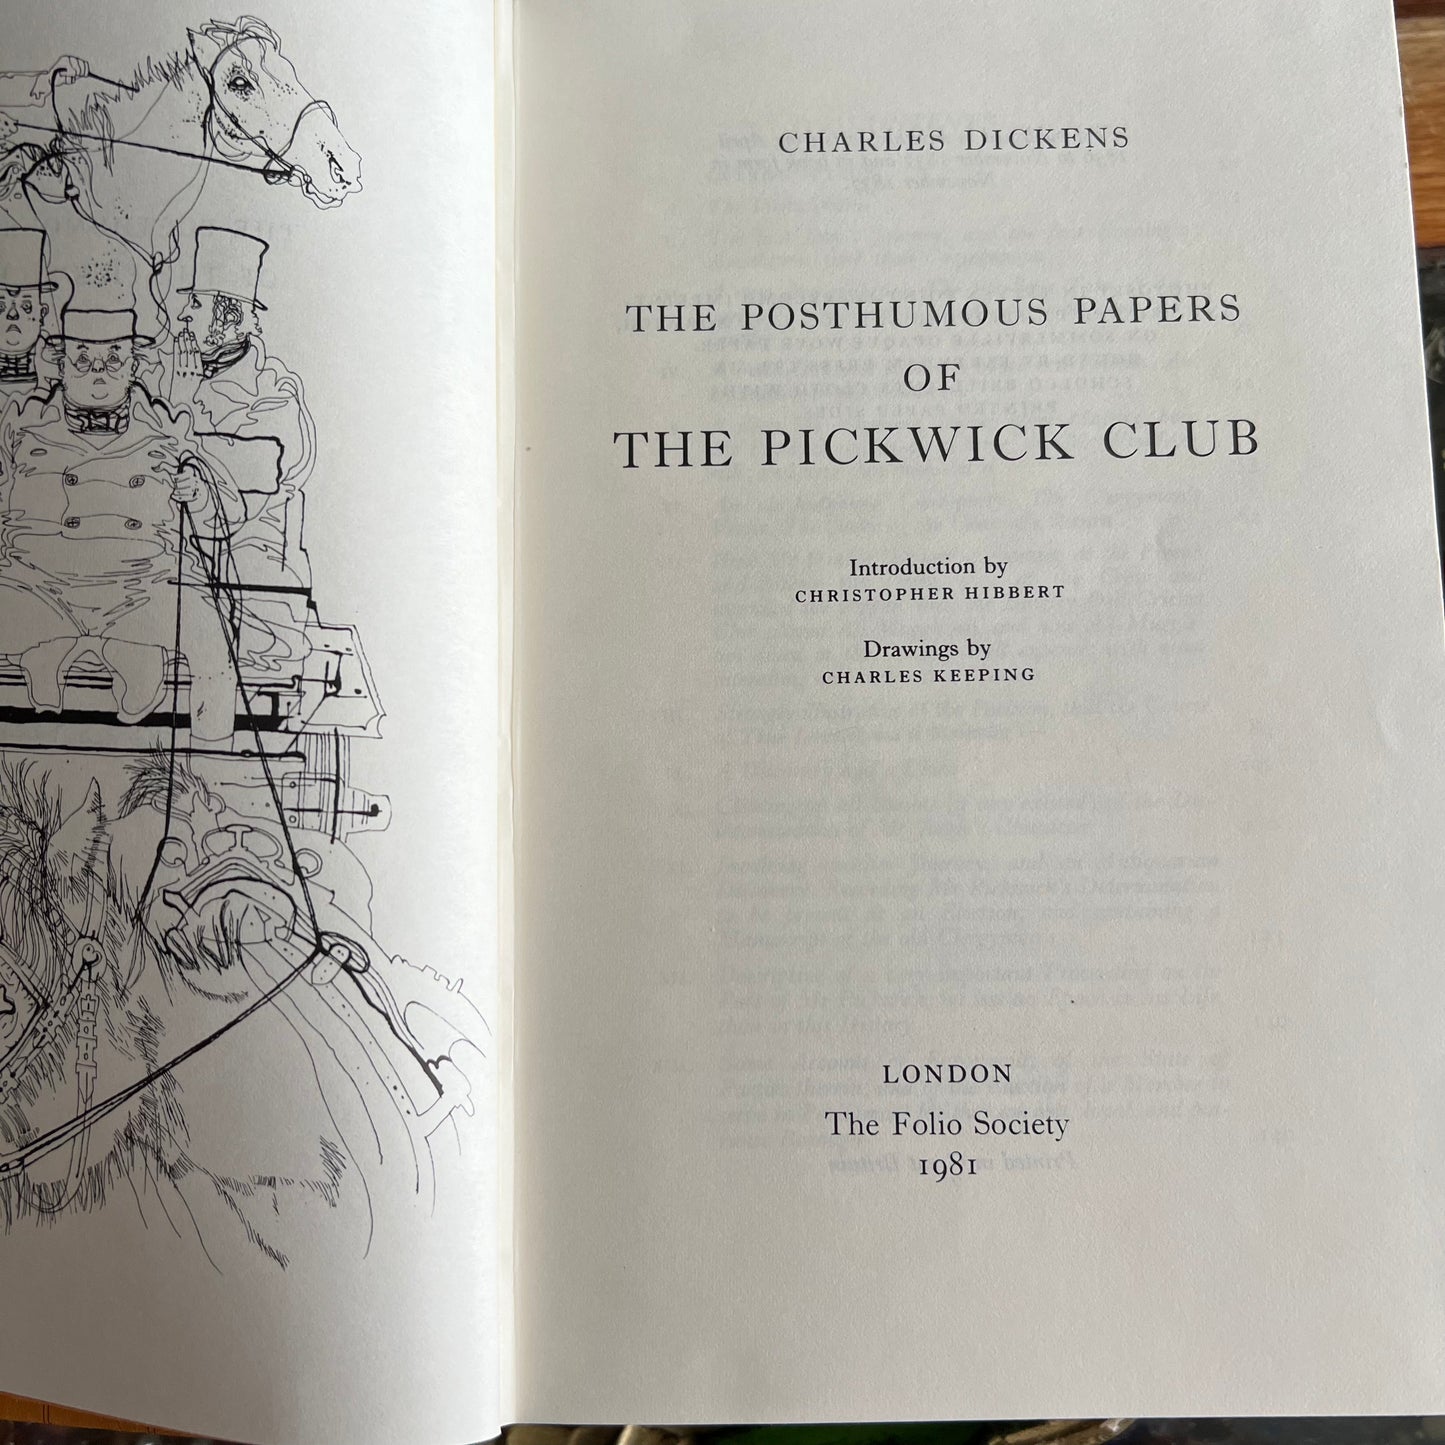 CHARLES DICKENS
THE POSTHUMOUS PAPERS
OF
THE PICKWICK CLUB
Introduction by
CHRISTOPHER HIBBERT
Drawings by
CHARLES KEEPING
LONDON
The Folio Society
1981